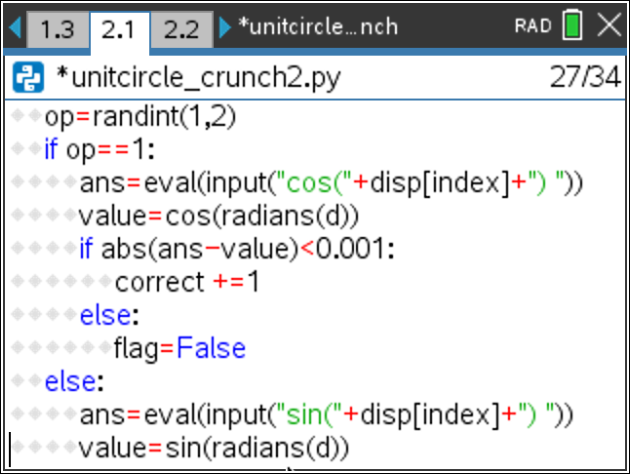 1.3 2.1 2.2 *unitcircle…nch RAD
*unitcircle_crunch2.py 27/34
op=randint(1,2)
if op==1:
ans=eval(input("cos("+disp[index]+") "))
value=cos(radians(d))
if abs(ans-value)<0.001:
correct +=1
else:
flag=False
else:
ans=eval(input("sin("+disp[index]+") "))
value=sin(radians(d))